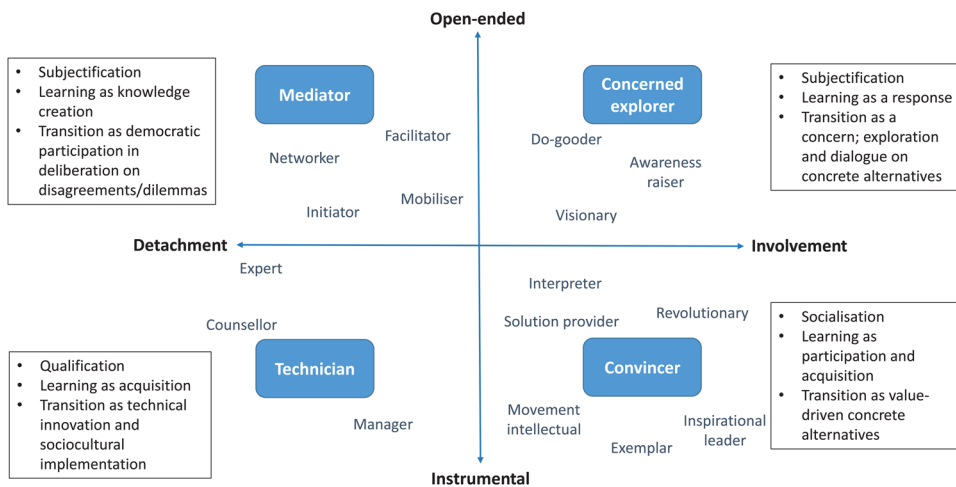 Open-ended
• Subjectification
• Learning as knowledge
creation
• Transition as democratic
participation in
deliberation on
disagreements/dilemmas
Mediator
Facilitator
Networker
Mobiliser
Initiator
Concerned
explorer
Do-gooder
Awareness
raiser
Visionary
• Subjectification
• Learning as a response
• Transition as a
concern; exploration
and dialogue on
concrete alternatives
Detachment
Involvement
Expert
Counsellor
Technician
Manager
• Qualification
• Learning as acquisition
• Transition as technical
innovation and
sociocultural
implementation
Interpreter
Solution provider
Revolutionary
Convincer
Movement
intellectual
Exemplar
Inspirational
leader
• Socialisation
• Learning as
participation and
acquisition
• Transition as value-
driven concrete
alternatives
Instrumental